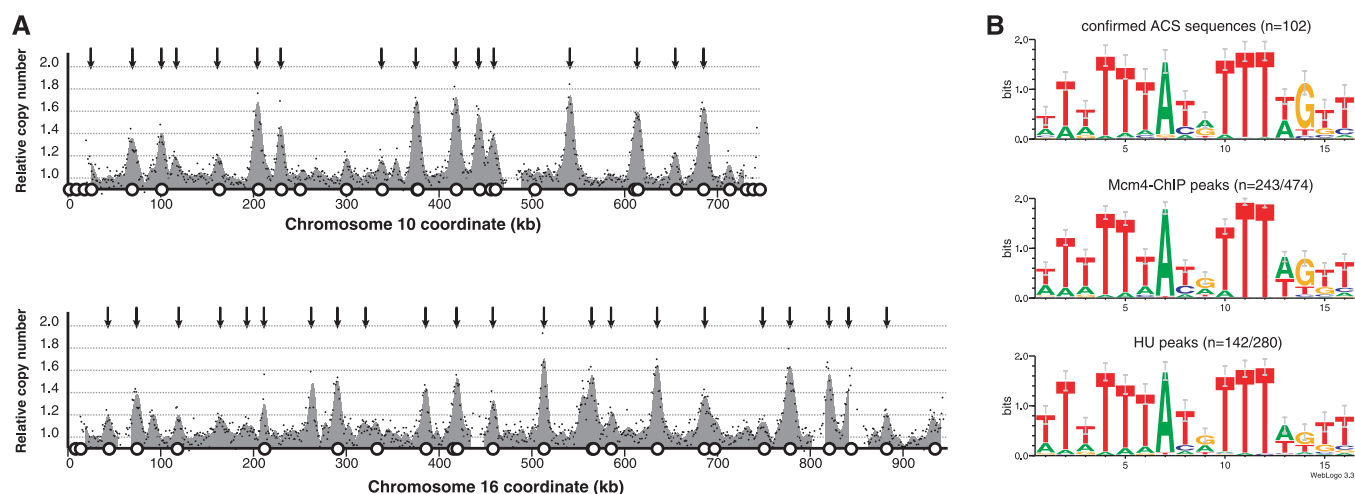 A
Relative copy number
2.0
1.8
1.6
1.4
1.2
1.0
0 100 200 300 400 500 600 700
Chromosome 10 coordinate (kb)
Relative copy number
2.0
1.8
1.6
1.4
1.2
1.0
0 100 200 300 400 500 600 700 800 900
Chromosome 16 coordinate (kb)
B
confirmed ACS sequences (n=102)
bits
2.0
1.0
0.0
5 10 15
Mcm4-ChIP peaks (n=243/474)
bits
2.0
1.0
0.0
5 10 15
HU peaks (n=142/280)
bits
2.0
1.0
0.0
5 10 15
WebLogo 3.3